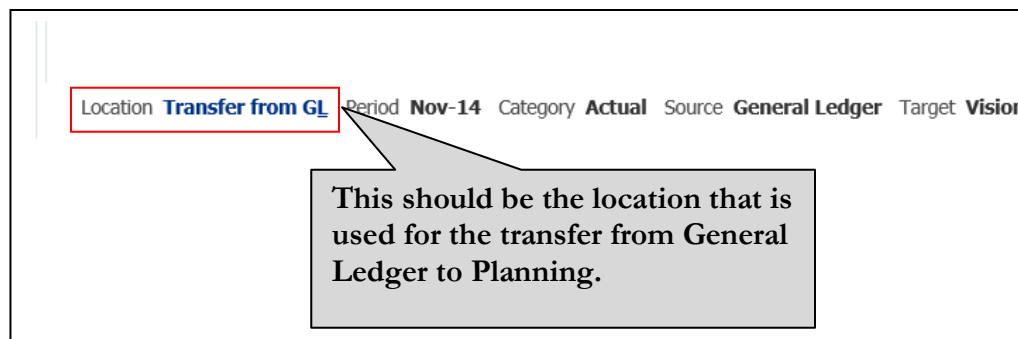 Location Transfer from GL Period Nov-14 Category Actual Source General Ledger Target Vision
This should be the location that is
used for the transfer from General
Ledger to Planning.